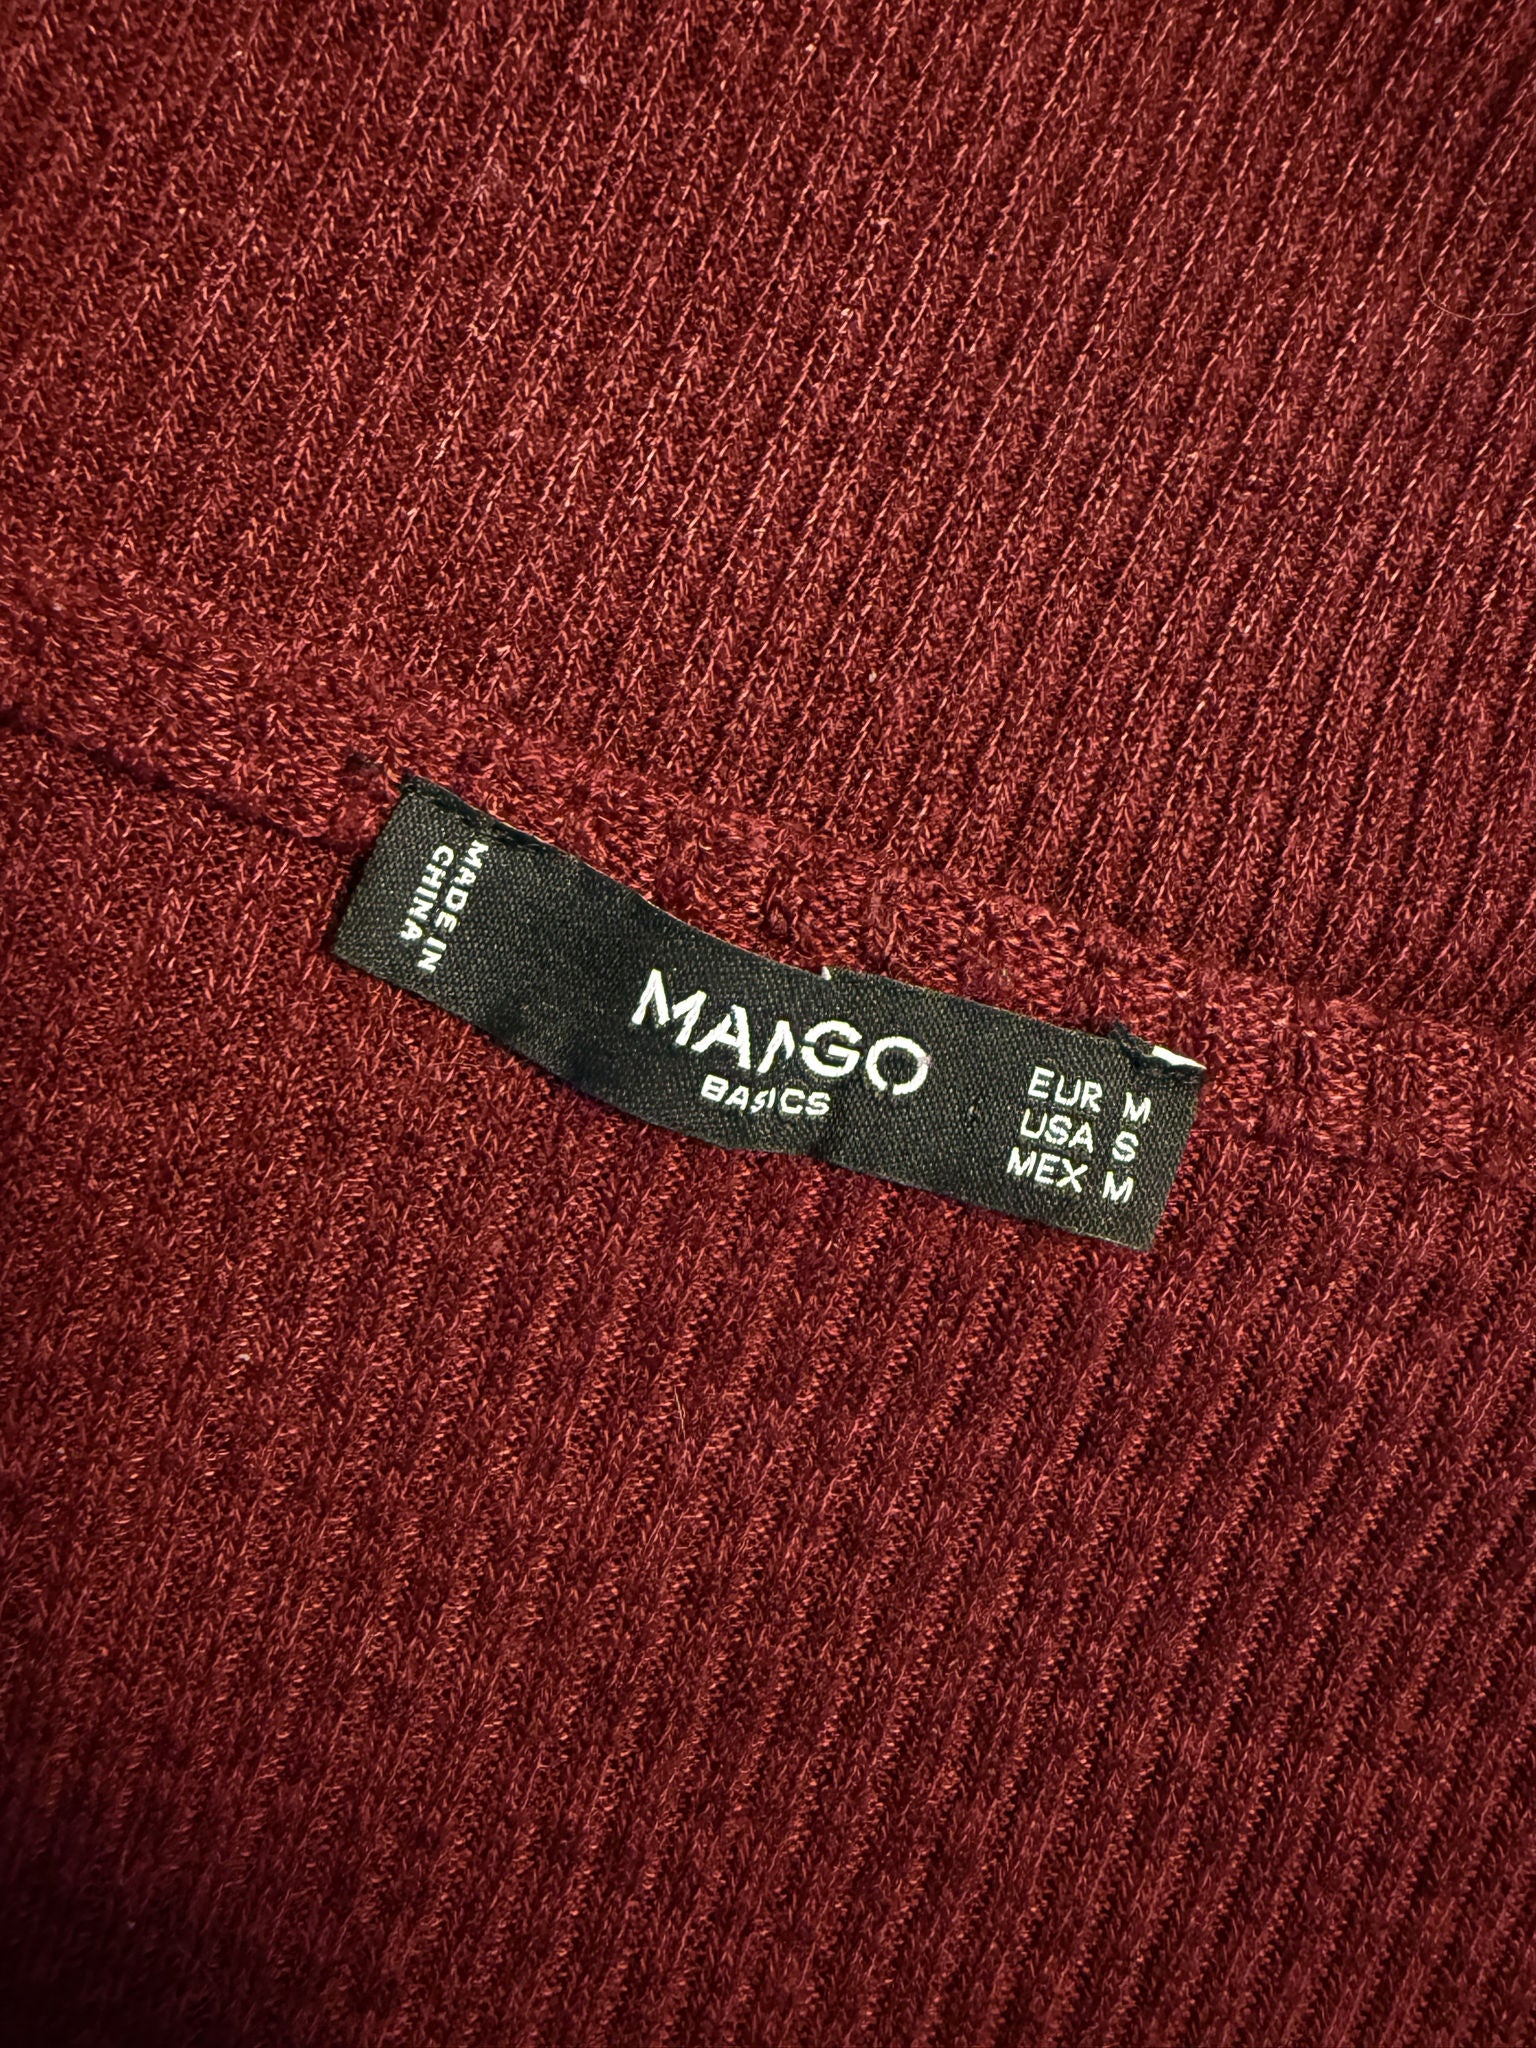 MADE IN
CHINA
MANGO
BASICS
EUR M
USA S
MEX M